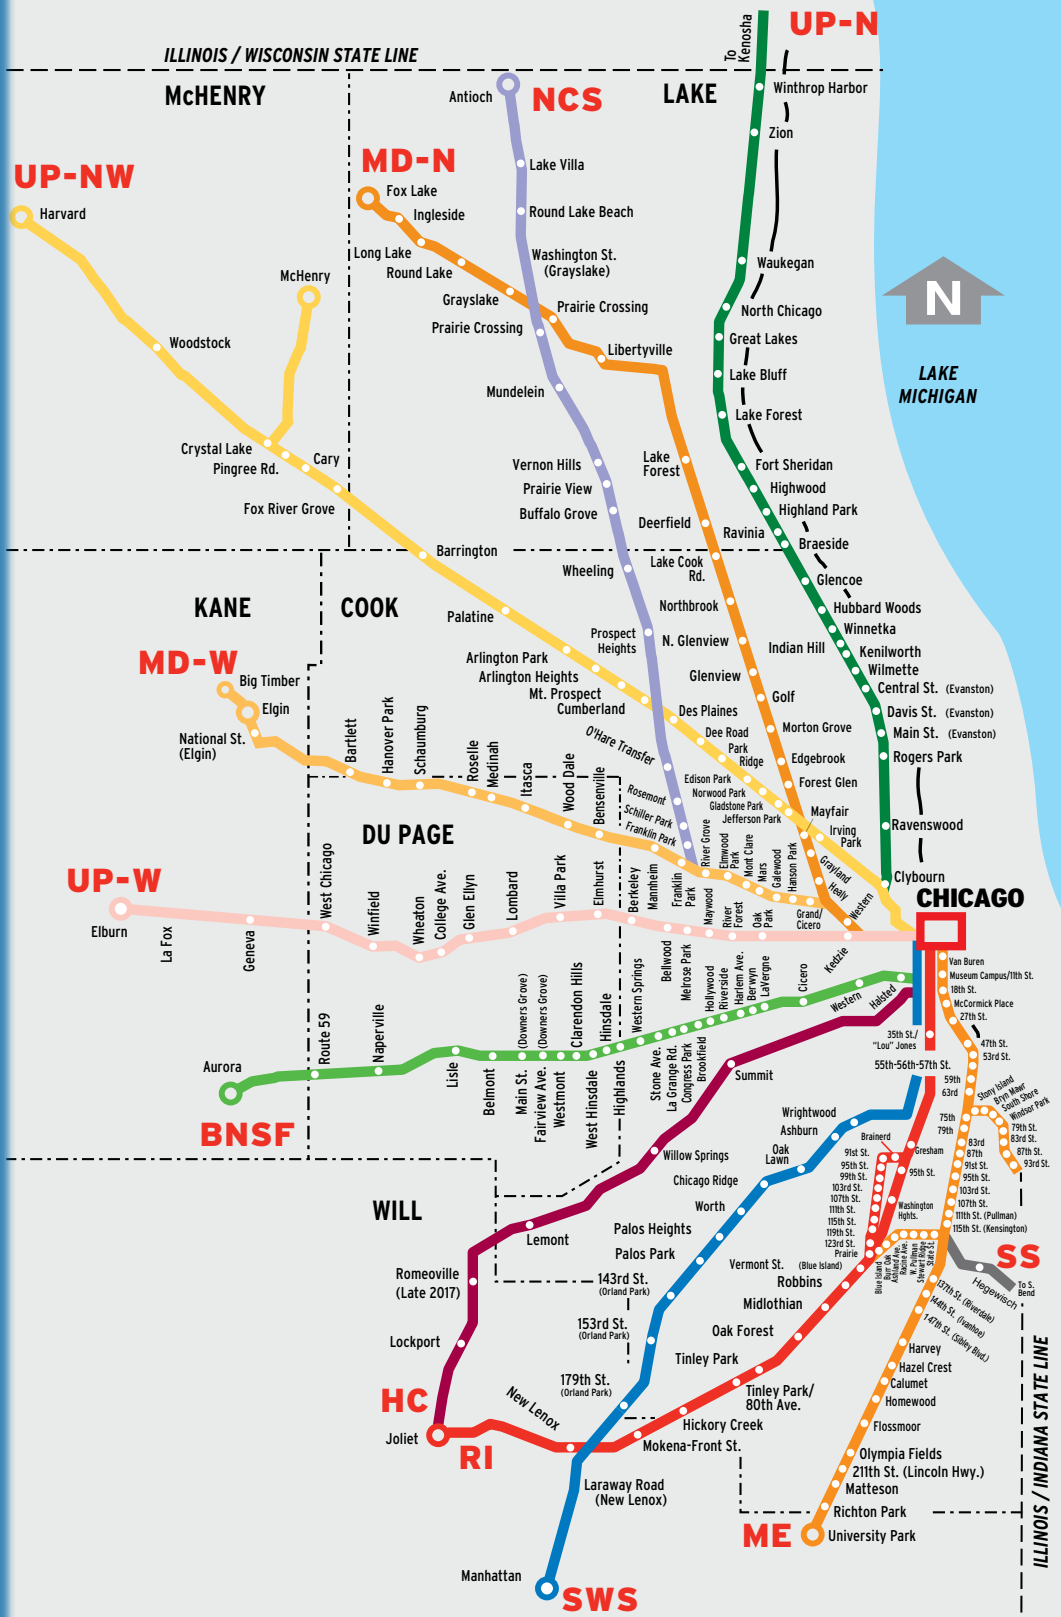 UP-N
To
Kenosha
ILLINOIS / WISCONSIN STATE LINE
McHENRY
Antioch
NCS
LAKE
Winthrop Harbor
Zion
UP-NW
MD-N
Lake Villa
Harvard
Fox Lake
Ingleside
Round Lake Beach
Long Lake
Round Lake
Washington St.
(Grayslake)
Waukegan
McHenry
Grayslake
Prairie Crossing
Prairie Crossing
North Chicago
N
Woodstock
Libertyville
Great Lakes
LAKE
MICHIGAN
Mundelein
Lake Bluff
Lake Forest
Crystal Lake
Pingree Rd.
Cary
Fox River Grove
Vernon Hills
Prairie View
Buffalo Grove
Lake
Forest
Fort Sheridan
Highwood
Highland Park
Deerfield
Ravinia
Braeside
Barrington
Wheeling
Lake Cook
Rd.
Glencoe
KANE
COOK
Palatine
Northbrook
Hubbard Woods
Winnetka
Prospect
Heights
N. Glenview
Indian Hill
Kenilworth
Wilmette
MD-W
Big Timber
Elgin
National St.
(Elgin)
Arlington Park
Arlington Heights
Mt. Prospect
Cumberland
Glenview
Golf
Central St. (Evanston)
Davis St. (Evanston)
Main St. (Evanston)
Des Plaines
Dee Road
Park
Ridge
Morton Grove
Edgebrook
Forest Glen
Rogers Park
O'Hare Transfer
Rosemont
Schiller Park
Franklin Park
Edison Park
Norwood Park
Gladstone Park
Jefferson Park
Mayfair
Irving
Park
Grayland
Healy
Western
Ravenswood
Clybourn
Bartlett
Hanover Park
Schaumburg
Roselle
Medinah
Itasca
Wood Dale
Bensenville
Mannheim
Franklin
Park
River Grove
Elmwood
Park
Mont Clare
Mars
Galewood
Hanson Park
Grand/
Cicero
DU PAGE
UP-W
Elburn
La Fox
Geneva
West Chicago
Winfield
Wheaton
College Ave.
Glen Ellyn
Lombard
Villa Park
Elmhurst
Berkeley
Bellwood
Melrose Park
Maywood
River
Forest
Oak
Park
Kedzie
CHICAGO
BNSF
Aurora
Route 59
Naperville
Lisle
Belmont
Main St. (Downers Grove)
Fairview Ave. (Downers Grove)
Westmont
Clarendon Hills
West Hinsdale
Hinsdale
Highlands
Western Springs
Stone Ave.
La Grange Rd.
Congress Park
Brookfield
Hollywood
Riverside
Harlem Ave.
Berwyn
LaVergne
Cicero
Western
Halsted
Van Buren
Museum Campus/11th St.
18th St.
McCormick Place
27th St.
35th St./
"Lou" Jones
47th St.
53rd St.
55th-56th-57th St.
59th
63rd
Stony Island
Bryn Mawr
South Shore
Windsor Park
79th St.
83rd St.
87th St.
93rd St.
75th
79th
83rd
87th
91st St.
95th St.
103rd St.
107th St.
111th St. (Pullman)
115th St. (Kensington)
Summit
Willow Springs
Wrightwood
Ashburn
Oak
Lawn
Chicago Ridge
Worth
Palos Heights
Palos Park
Brainerd
91st St.
95th St.
99th St.
103rd St.
107th St.
111th St.
115th St.
119th St.
123rd St.
Prairie
Gresham
95th St.
Washington
Hghts.
Vermont St. (Blue Island)
Blue Island
Burr Oak
Ashland Ave.
Racine Ave.
W. Pullman
Stewart Ridge
State St.
SS
Hegewisch
To S.
Bend
WILL
Lemont
Romeoville
(Late 2017)
Lockport
HC
Joliet
RI
New Lenox
143rd St.
(Orland Park)
153rd St.
(Orland Park)
179th St.
(Orland Park)
Robbins
Midlothian
Oak Forest
Tinley Park
Tinley Park/
80th Ave.
Hickory Creek
Mokena-Front St.
Laraway Road
(New Lenox)
Manhattan
SWS
137th St. (Riverdale)
144th St. (Ivanhoe)
147th St. (Sibley Blvd.)
Harvey
Hazel Crest
Calumet
Homewood
Flossmoor
Olympia Fields
211th St. (Lincoln Hwy.)
Matteson
Richton Park
ME
University Park
ILLINOIS / INDIANA STATE LINE